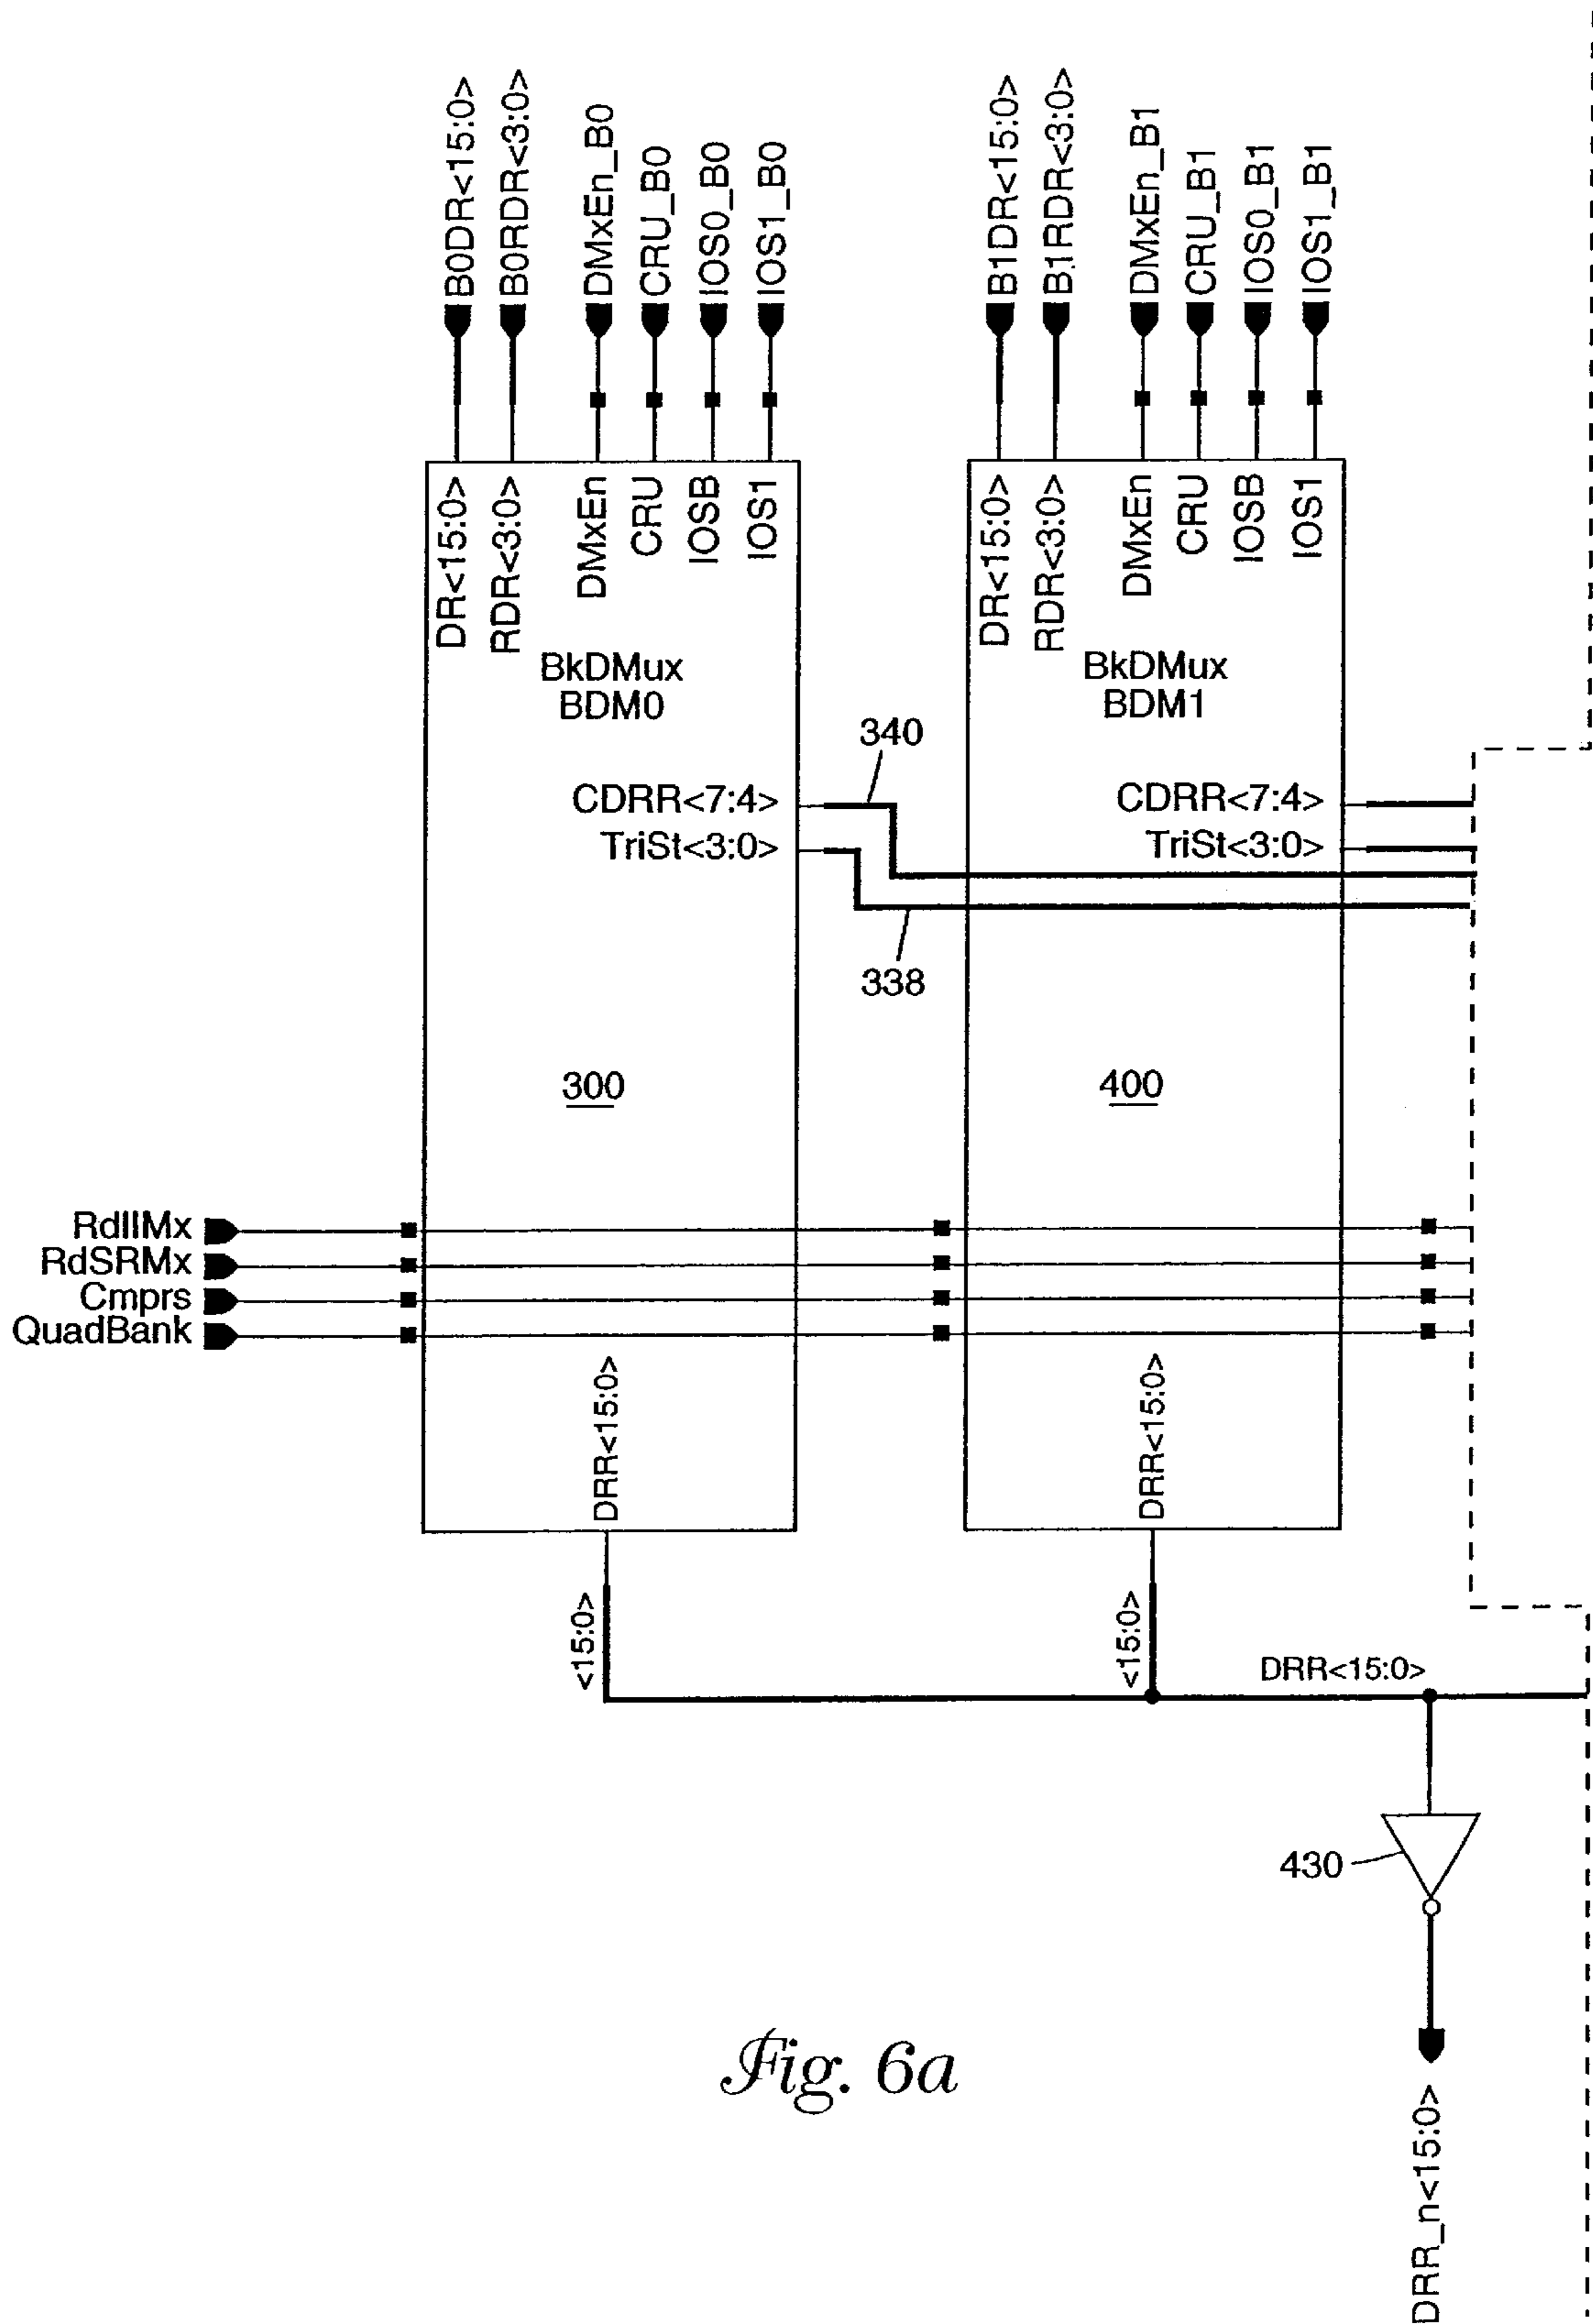 B0DR<15:0>
B0RDR<3:0>
DMxEn_B0
CRU_B0
IOS0_B0
IOS1_B0
B1DR<15:0>
B1RDR<3:0>
DMxEn_B1
CRU_B1
IOS0_B1
IOS1_B1
DR<15:0>
RDR<3:0>
DMxEn
CRU
IOSB
IOS1
DR<15:0>
RDR<3:0>
DMxEn
CRU
IOSB
IOS1
BkDMux
BDM0
BkDMux
BDM1
340
CDRR<7:4>
TriSt<3:0>
CDRR<7:4>
TriSt<3:0>
338
300
400
RdIIMx
RdSRMx
Cmprs
QuadBank
DRR<15:0>
DRR<15:0>
<15:0>
<15:0>
DRR<15:0>
430
DRR_n<15:0>
Fig. 6a